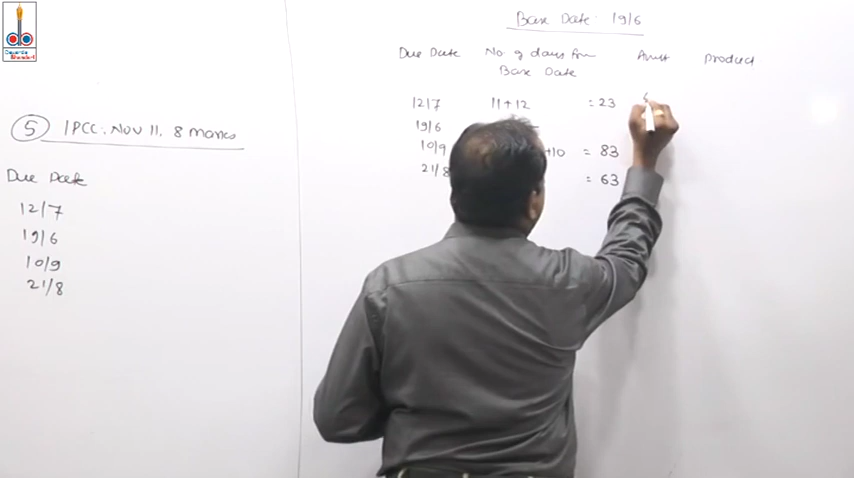 5 IPCC. Nov 11. 8 marks
Due Date
12/7
19/6
10/9
21/8
Base Date: 19/6
Due Date No. of days from Base Date Amt Product
12/7 11+12 = 23
19/6
10/9 +10 = 83
21/8 = 63